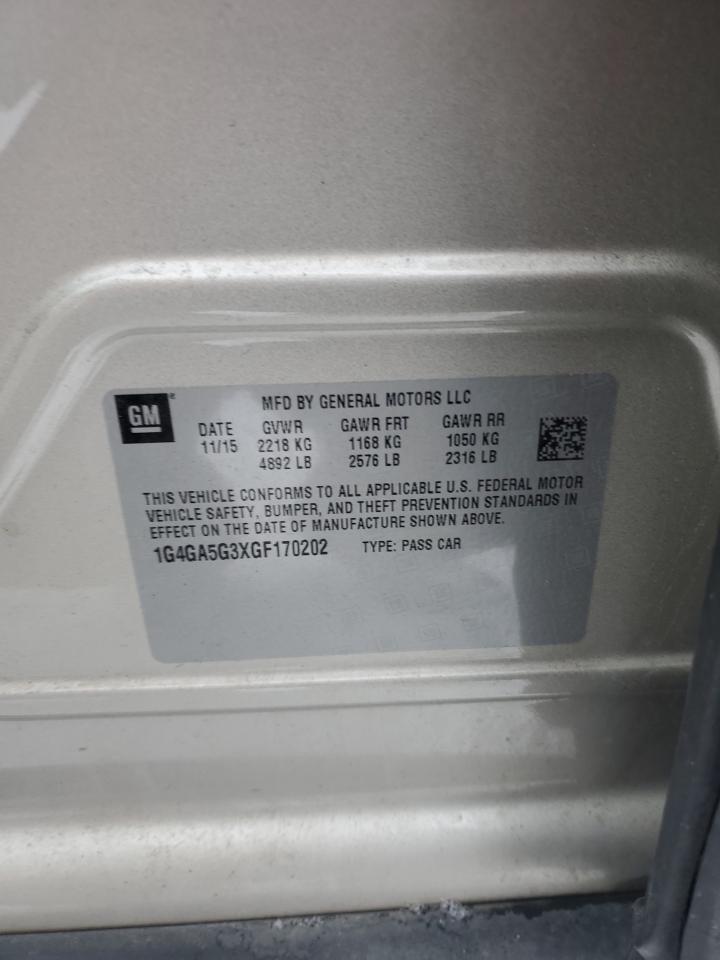 GM®
MFD BY GENERAL MOTORS LLC
DATE GVWR GAWR FRT GAWR RR
11/15 2218 KG 1168 KG 1050 KG
4892 LB 2576 LB 2316 LB
THIS VEHICLE CONFORMS TO ALL APPLICABLE U.S. FEDERAL MOTOR
VEHICLE SAFETY, BUMPER, AND THEFT PREVENTION STANDARDS IN
EFFECT ON THE DATE OF MANUFACTURE SHOWN ABOVE.
1G4GA5G3XGF170202 TYPE: PASS CAR